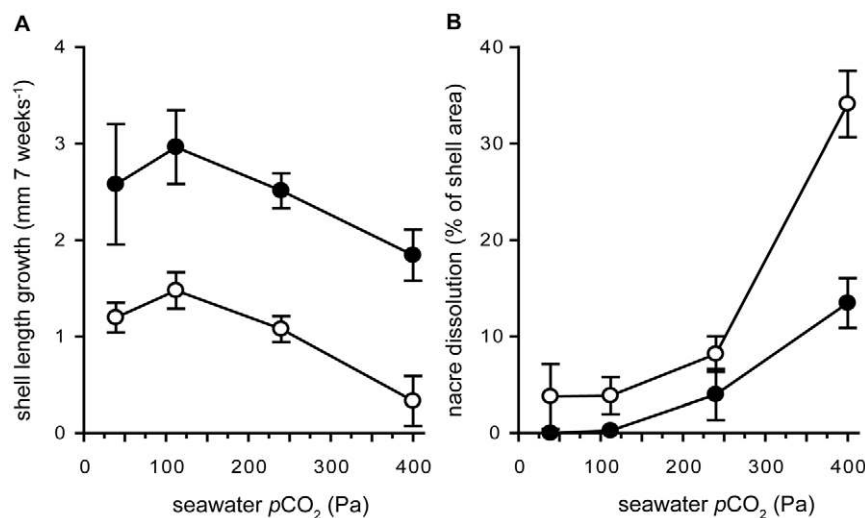 A
shell length growth (mm 7 weeks⁻¹)
4
3
2
1
0
0 100 200 300 400
seawater pCO₂ (Pa)
B
nacre dissolution (% of shell area)
40
30
20
10
0
0 100 200 300 400
seawater pCO₂ (Pa)